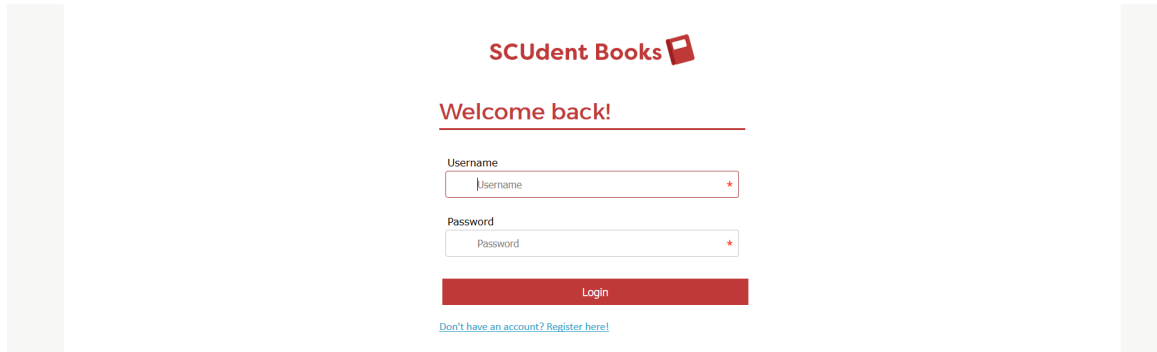 SCUdent Books
Welcome back!
Username
Username *
Password
Password *
Login
Don't have an account? Register here!